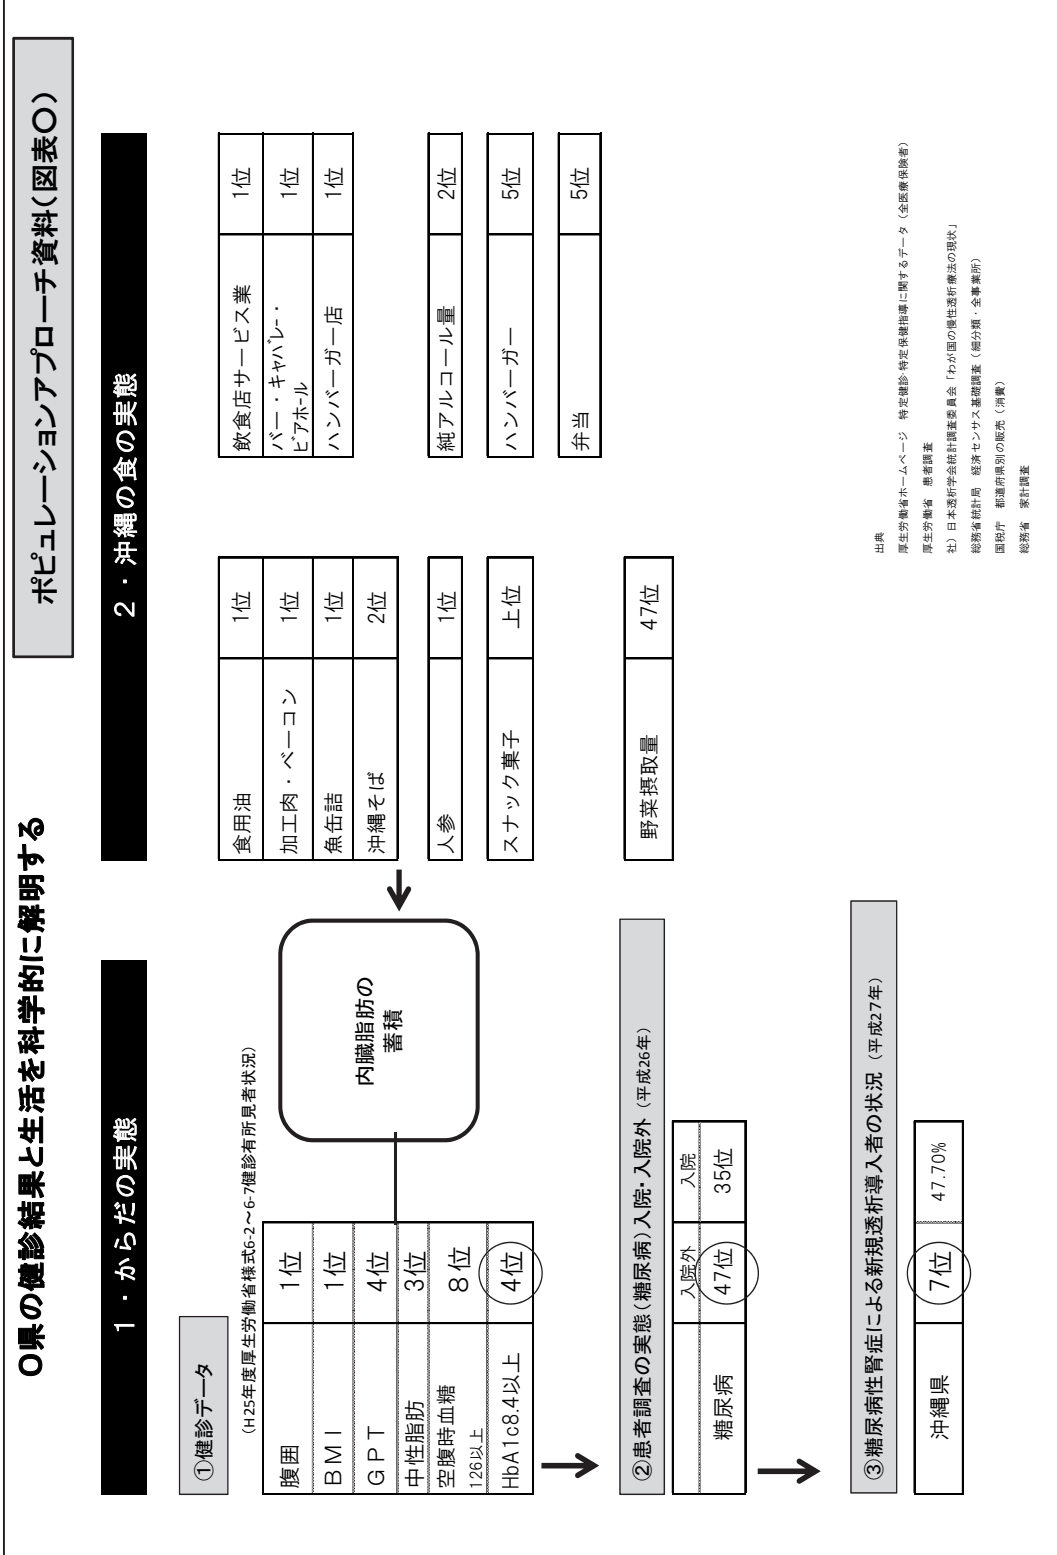 ポピュレーションアプローチ資料(図表○)
○県の健診結果と生活を科学的に解明する
1・からだの実態
①健診データ
(H25年度厚生労働省様式6-2～6-7健診有所見者状況)
腹囲 1位
BMI 1位
GPT 4位
中性脂肪 3位
空腹時血糖 8位
126以上
HbA1c8.4以上 4位
内臓脂肪の
蓄積
②患者調査の実態(糖尿病)入院・入院外(平成26年)
入院外 入院
糖尿病 47位 35位
③糖尿病性腎症による新規透析導入者の状況(平成27年)
沖縄県 7位 47.70%
2・沖縄の食の実態
食用油 1位
加工肉・ベーコン 1位
魚缶詰 1位
沖縄そば 2位
人参 1位
スナック菓子 上位
野菜摂取量 47位
飲食店サービス業 1位
バー・キャバレー・
ビアホール 1位
ハンバーガー店 1位
純アルコール量 2位
ハンバーガー 5位
弁当 5位
出典
厚生労働省ホームページ 特定健診・特定保健指導に関するデータ(全医療保険者)
厚生労働省 患者調査
社)日本透析学会統計調査委員会「わが国の慢性透析療法の現状」
総務省統計局 経済センサス基礎調査(細分類・全事業所)
国税庁 都道府県別の販売(消費)
総務省 家計調査